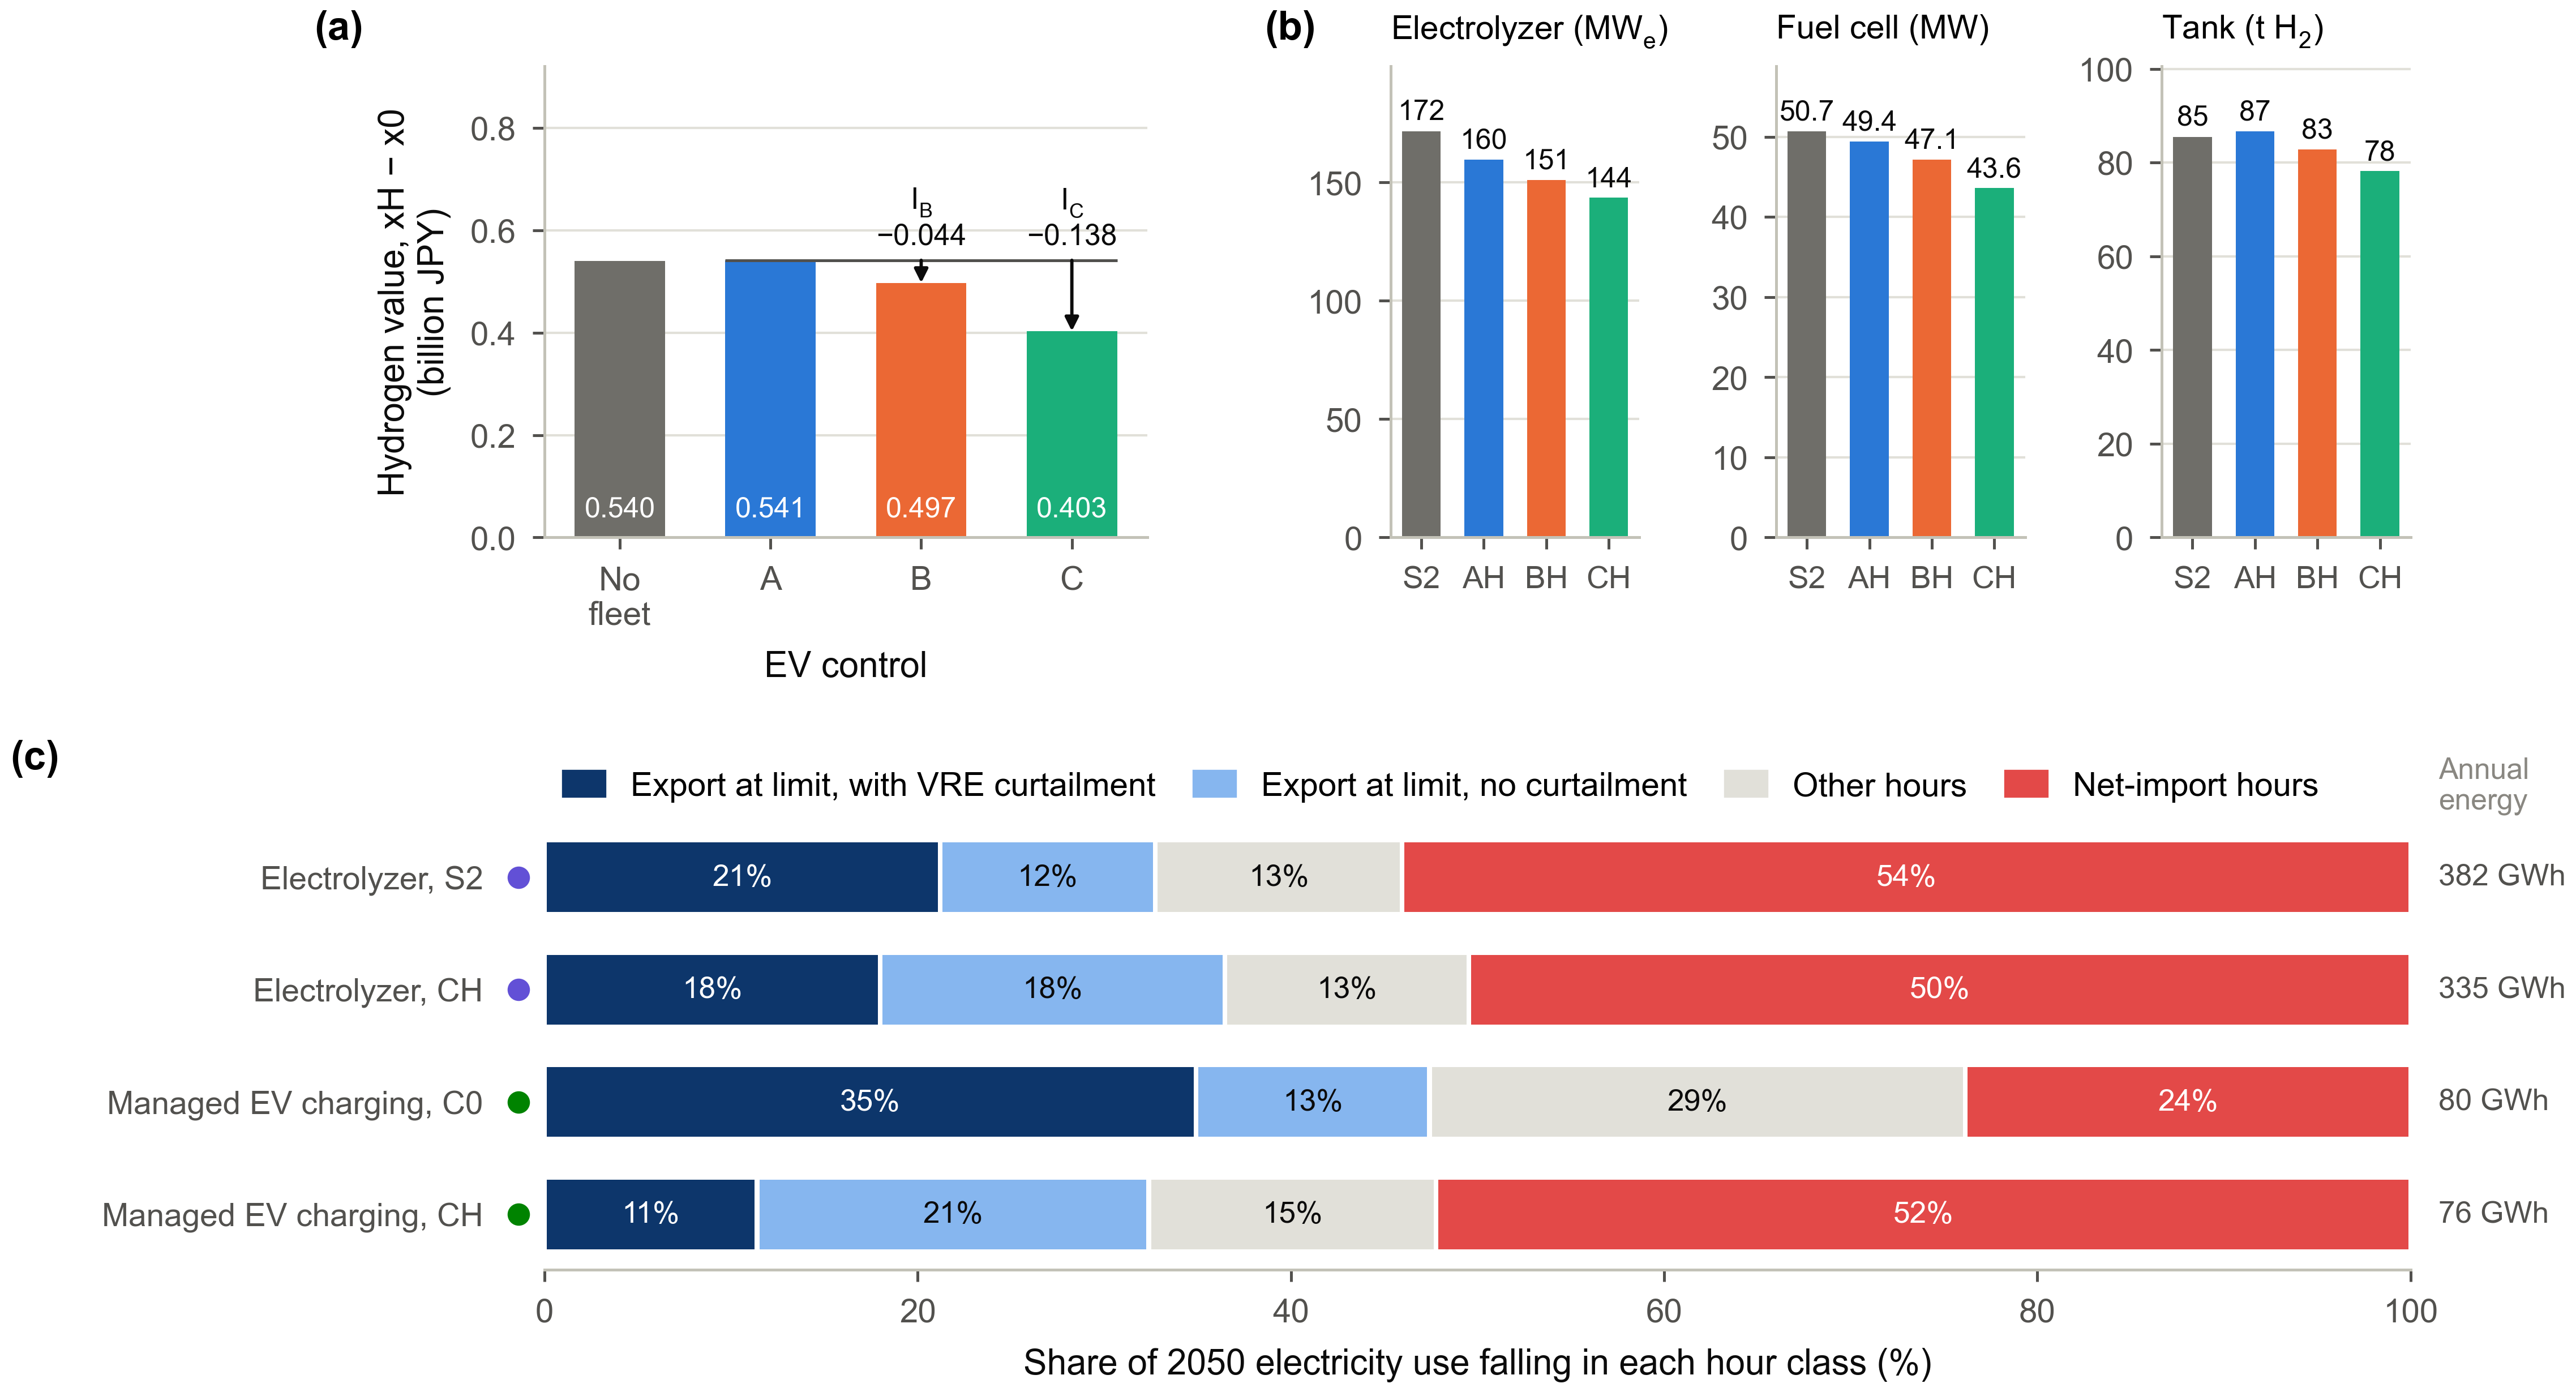 (a)
Hydrogen value, xH − x0
(billion JPY)
0.8
0.6
0.4
0.2
0.0
I_B
−0.044
I_C
−0.138
0.540
0.541
0.497
0.403
No
fleet
A
B
C
EV control
(b)
Electrolyzer (MW_e)
150
100
50
0
172
160
151
144
S2
AH
BH
CH
Fuel cell (MW)
50
40
30
20
10
0
50.7
49.4
47.1
43.6
S2
AH
BH
CH
Tank (t H_2)
100
80
60
40
20
0
85
87
83
78
S2
AH
BH
CH
(c)
Export at limit, with VRE curtailment
Export at limit, no curtailment
Other hours
Net-import hours
Annual
energy
Electrolyzer, S2
21%
12%
13%
54%
382 GWh
Electrolyzer, CH
18%
18%
13%
50%
335 GWh
Managed EV charging, C0
35%
13%
29%
24%
80 GWh
Managed EV charging, CH
11%
21%
15%
52%
76 GWh
0
20
40
60
80
100
Share of 2050 electricity use falling in each hour class (%)